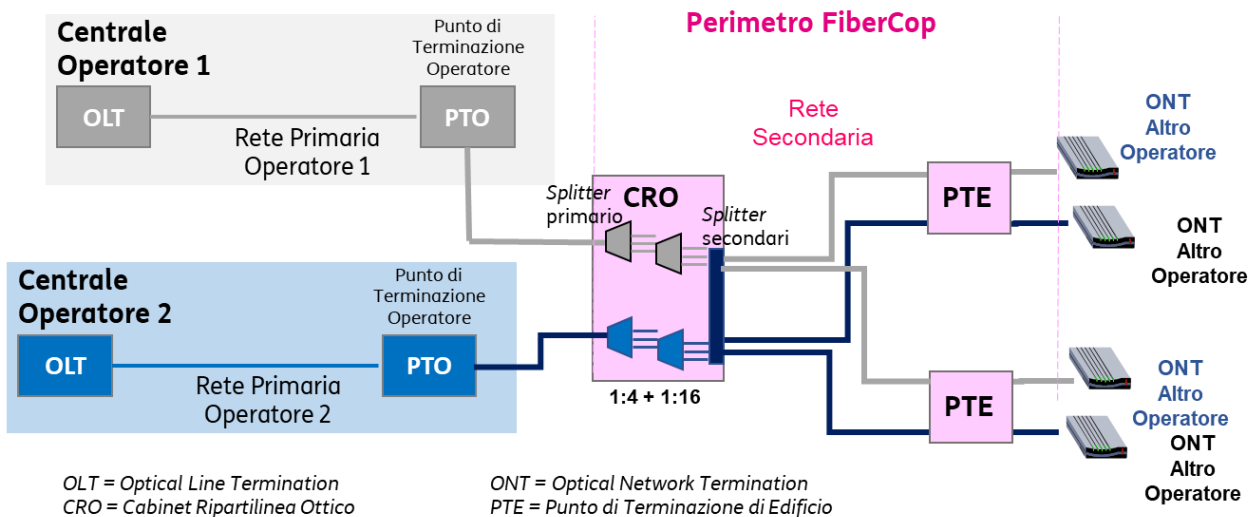 Perimetro FiberCop
Centrale
Operatore 1
Punto di
Terminazione
Operatore
OLT
PTO
Rete Primaria
Operatore 1
Rete
Secondaria
ONT
Altro
Operatore
Splitter
primario
CRO
Splitter
secondari
PTE
ONT
Altro
Operatore
Centrale
Operatore 2
Punto di
Terminazione
Operatore
OLT
PTO
Rete Primaria
Operatore 2
1:4 + 1:16
PTE
ONT
Altro
Operatore
ONT
Altro
Operatore
OLT = Optical Line Termination
CRO = Cabinet Ripartilinea Ottico
ONT = Optical Network Termination
PTE = Punto di Terminazione di Edificio